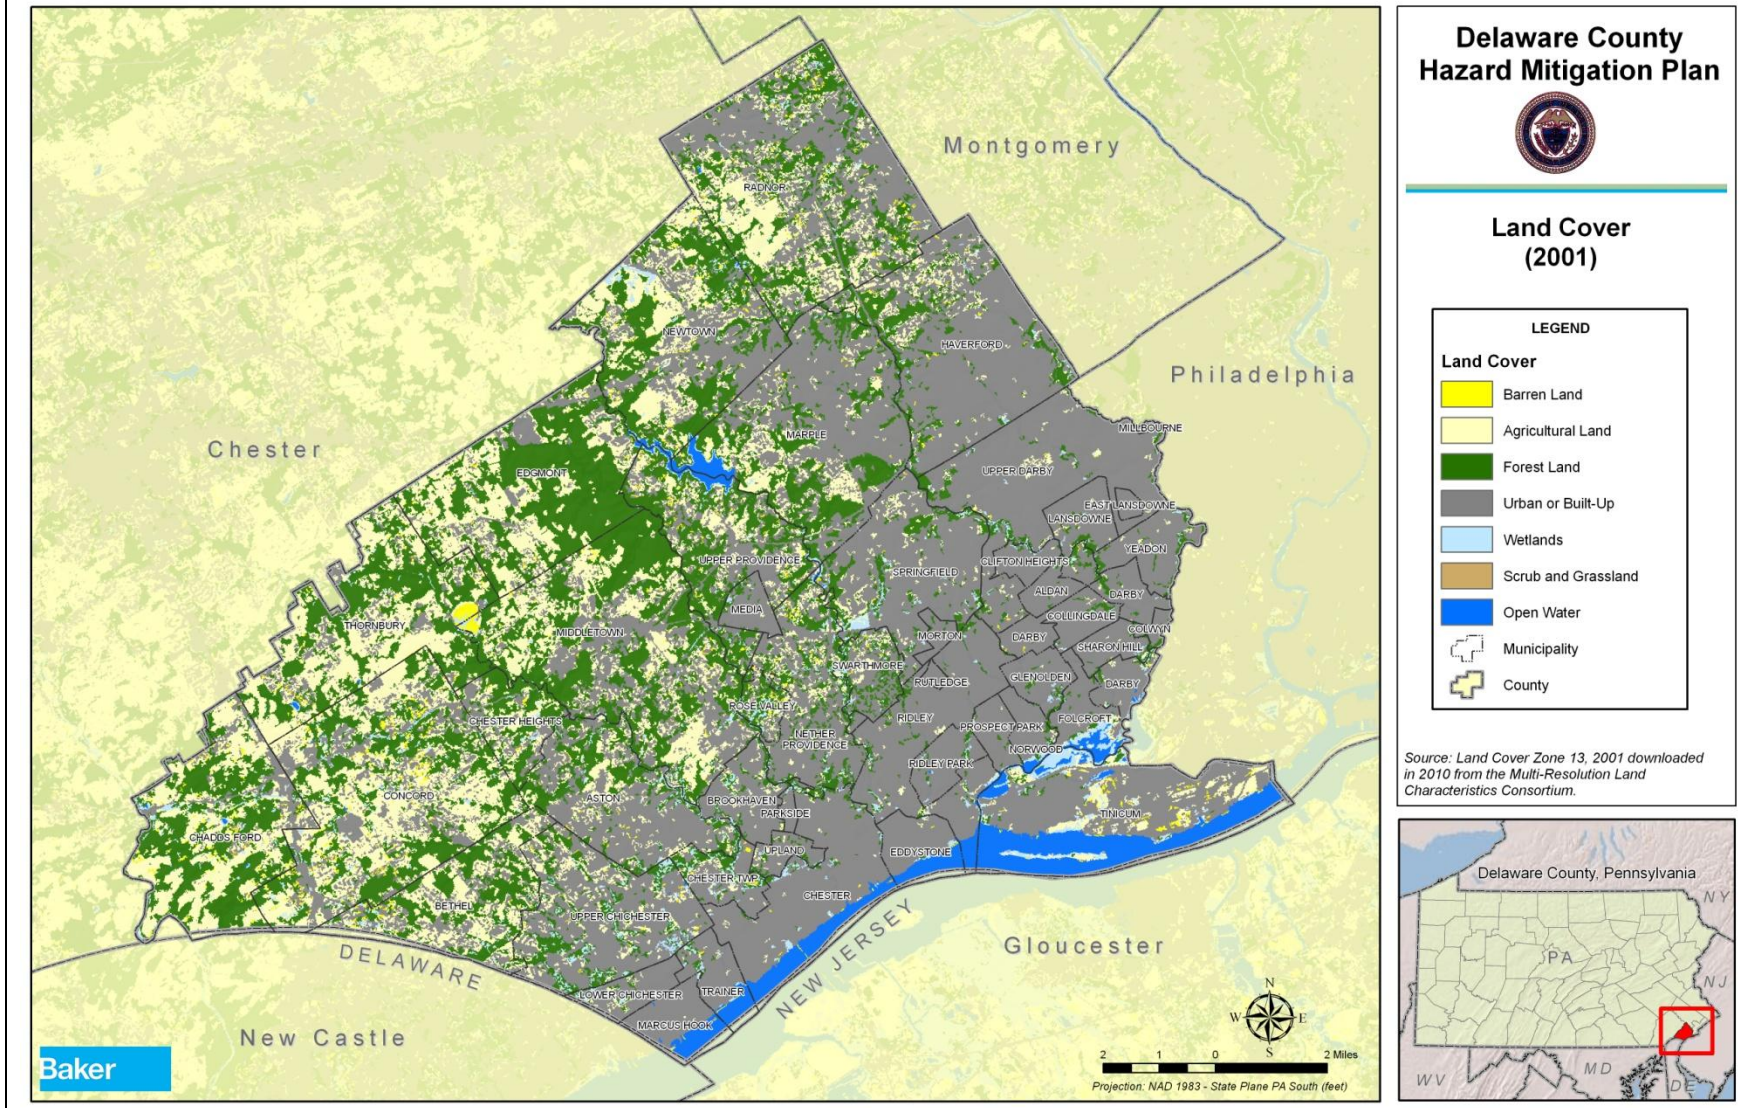 Delaware County
Hazard Mitigation Plan
Land Cover
(2001)
LEGEND
Land Cover
Barren Land
Agricultural Land
Forest Land
Urban or Built-Up
Wetlands
Scrub and Grassland
Open Water
Municipality
County
Source: Land Cover Zone 13, 2001 downloaded
in 2010 from the Multi-Resolution Land
Characteristics Consortium.
Delaware County, Pennsylvania
NY
PA
NJ
MD
WV
DE
Montgomery
Philadelphia
Chester
Gloucester
New Castle
DELAWARE
NEW JERSEY
RADNOR
NEWTOWN
HAVERFORD
MARPLE
MILLBOURNE
EDGMONT
UPPER DARBY
EAST LANSDOWNE
LANSDOWNE
YEADON
UPPER PROVIDENCE
SPRINGFIELD
CLIFTON HEIGHTS
ALDAN
DARBY
MEDIA
COLLINGDALE
COLWYN
THORNBURY
MIDDLETOWN
MORTON
DARBY
SHARON HILL
SWARTHMORE
RUTLEDGE
GLENOLDEN
DARBY
ROSE VALLEY
CHESTER HEIGHTS
RIDLEY
PROSPECT PARK
FOLCROFT
NETHER
PROVIDENCE
NORWOOD
RIDLEY PARK
CONCORD
ASTON
BROOKHAVEN
PARKSIDE
TINICUM
CHADDS FORD
UPLAND
EDDYSTONE
CHESTER TWP
CHESTER
BETHEL
UPPER CHICHESTER
LOWER CHICHESTER
TRAINER
MARCUS HOOK
N
W
E
S
2 1 0 2 Miles
Projection: NAD 1983 - State Plane PA South (feet)
Baker